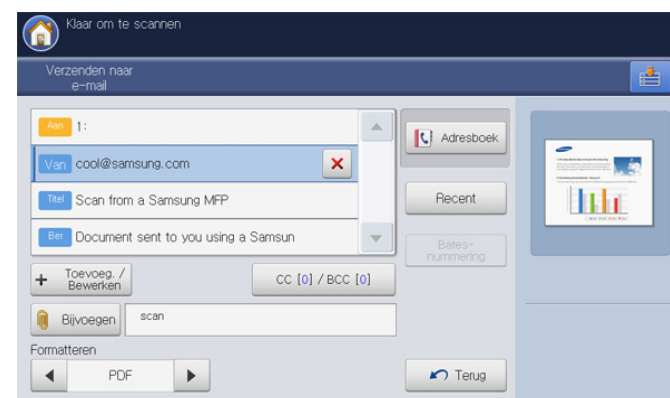 Klaar om te scannen
Verzenden naar
e-mail
Aan 1:
Van cool@samsung.com
Titel Scan from a Samsung MFP
Ber Document sent to you using a Samsun
Adresboek
Recent
Bates-
nummering
+ Toevoeg. /
Bewerken
CC [0] / BCC [0]
Bijvoegen scan
Formatteren
PDF
Terug